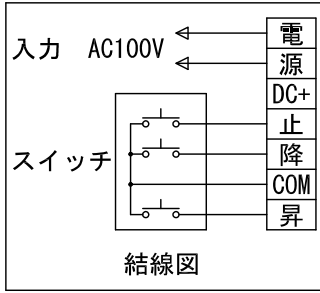 入力 AC100V
スイッチ
電
源
DC+
止
降
COM
昇
結線図